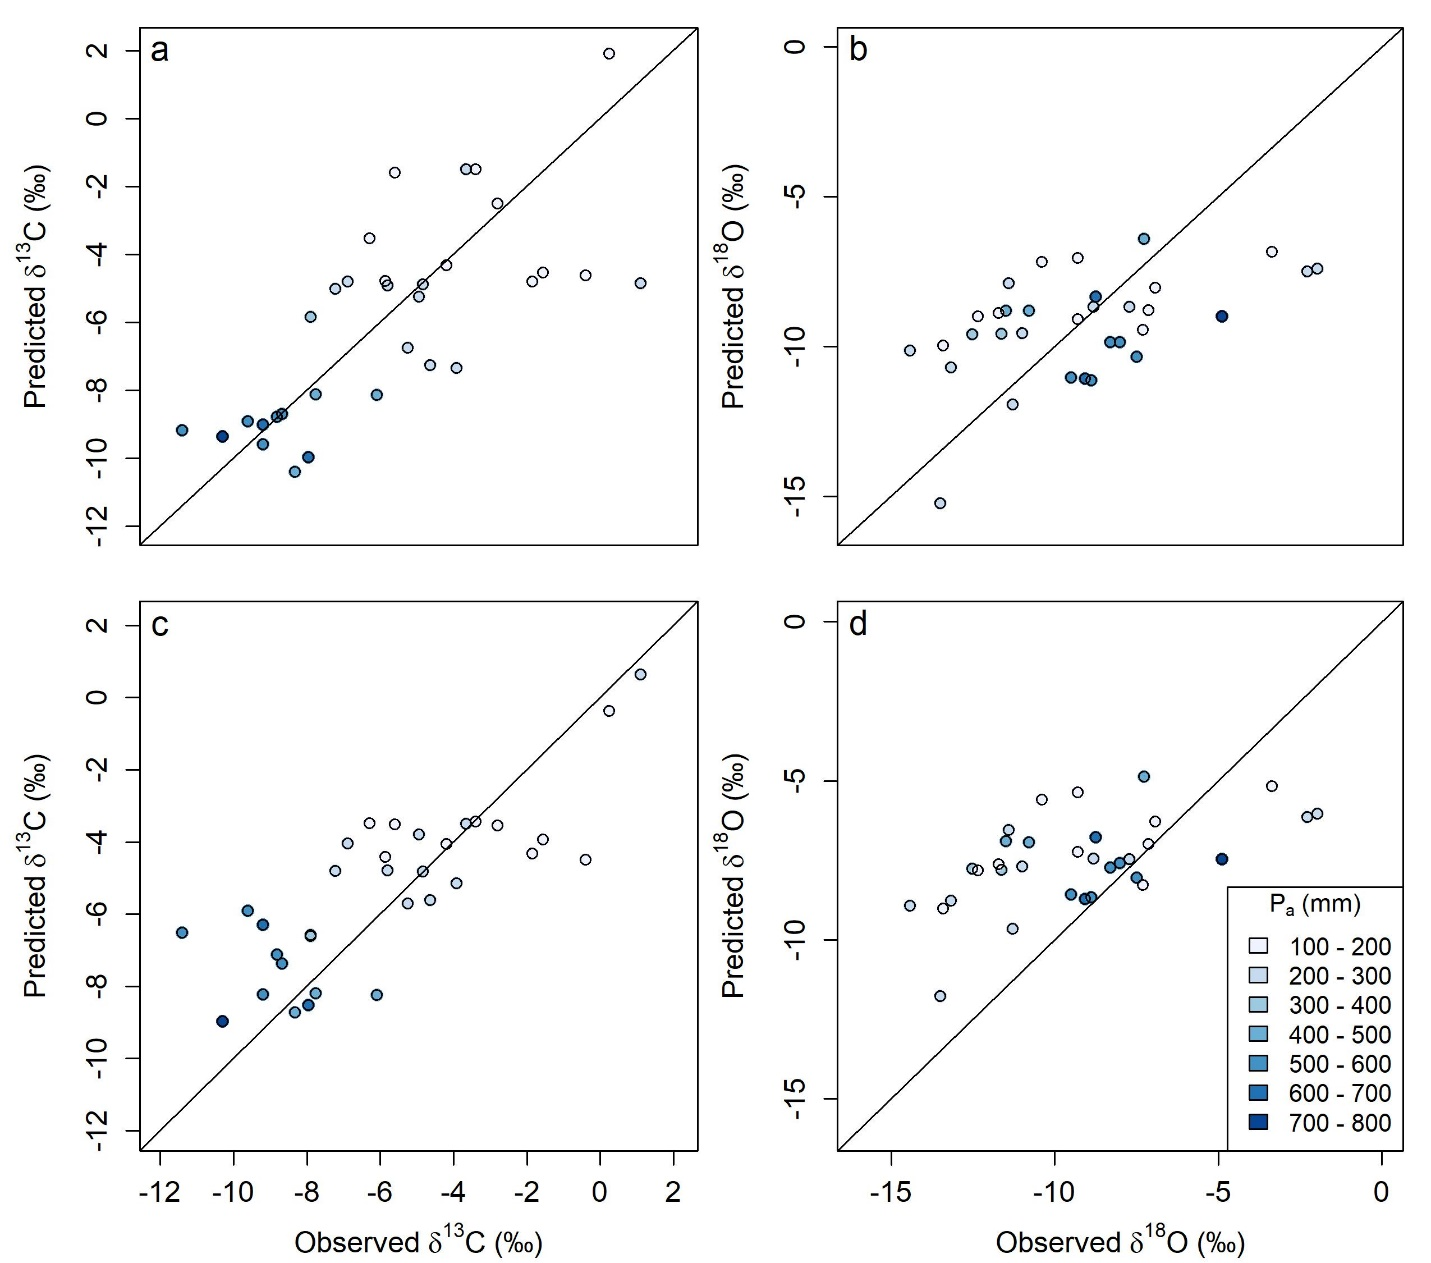 a
2
0
-2
-4
-6
-8
-10
-12
Predicted δ¹³C (‰)
b
0
-5
-10
-15
Predicted δ¹⁸O (‰)
c
2
0
-2
-4
-6
-8
-10
-12
Predicted δ¹³C (‰)
-12 -10 -8 -6 -4 -2 0 2
Observed δ¹³C (‰)
d
0
-5
-10
-15
Predicted δ¹⁸O (‰)
Pₐ (mm)
100 - 200
200 - 300
300 - 400
400 - 500
500 - 600
600 - 700
700 - 800
-15 -10 -5 0
Observed δ¹⁸O (‰)